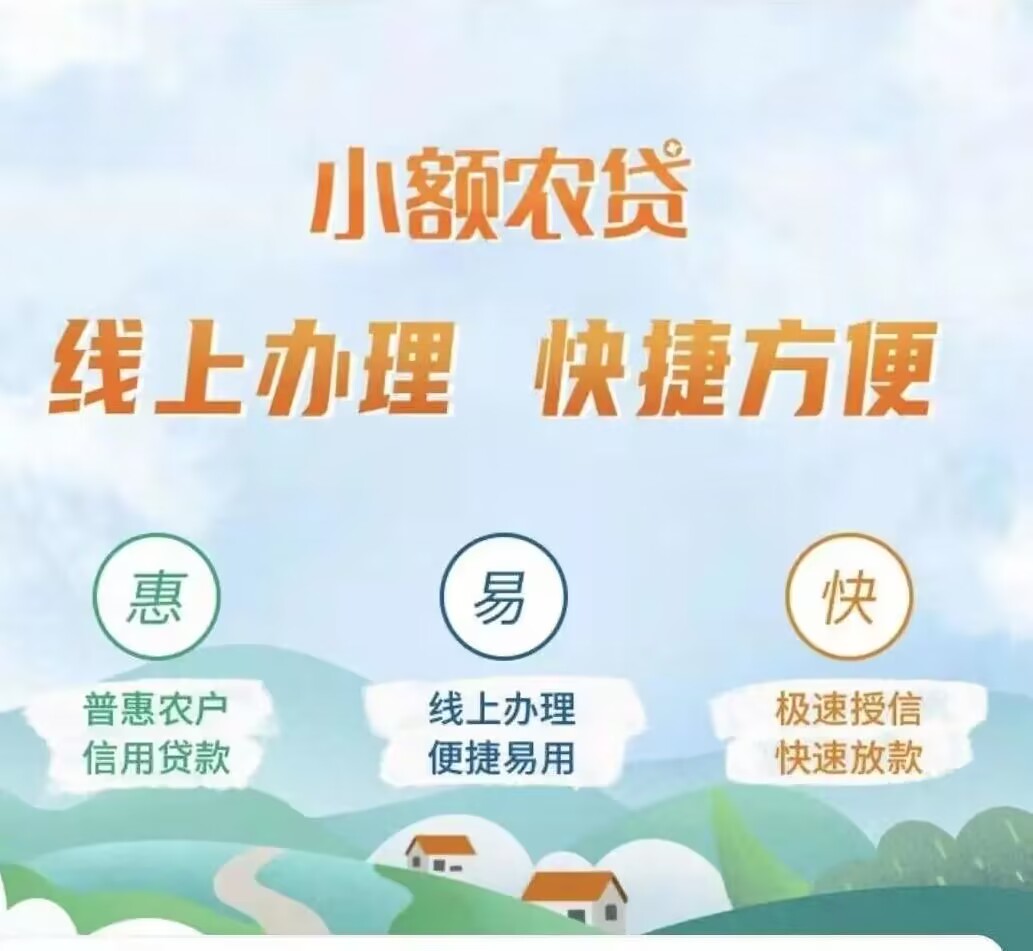 小额农贷
线上办理 快捷方便
惠
易
快
普惠农户
信用贷款
线上办理
便捷易用
极速授信
快速放款